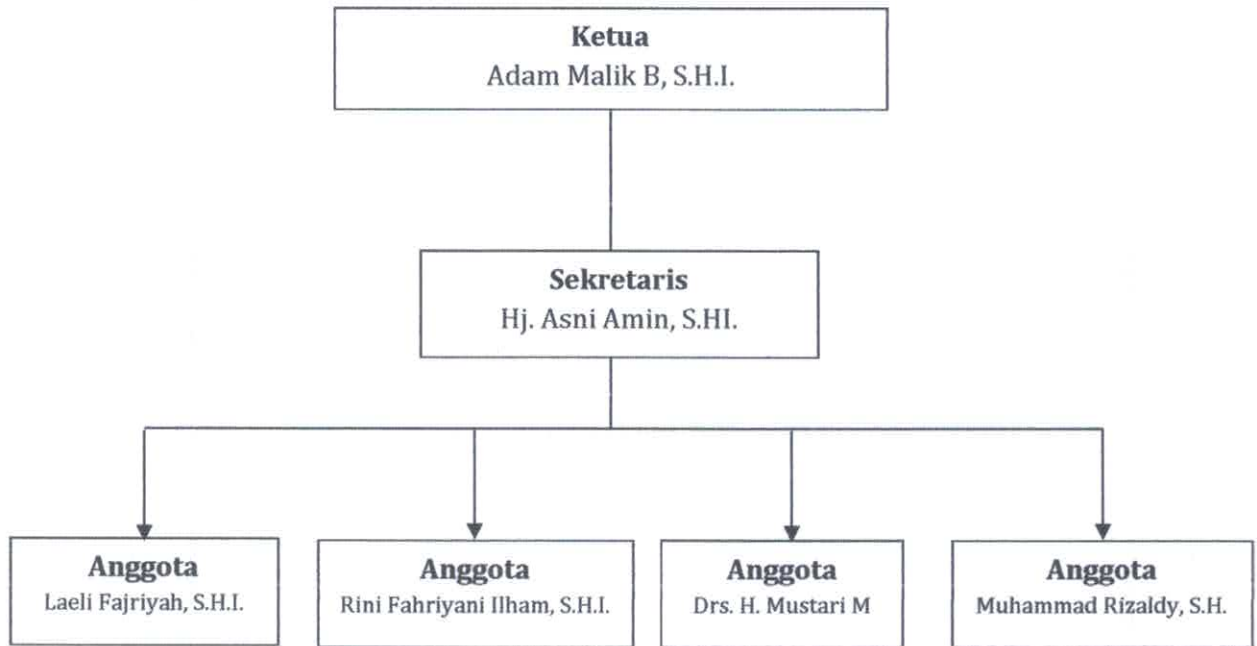 Ketua
Adam Malik B, S.H.I.
Sekretaris
Hj. Asni Amin, S.HI.
Anggota
Laeli Fajriyah, S.H.I.
Anggota
Rini Fahriyani Ilham, S.H.I.
Anggota
Drs. H. Mustari M
Anggota
Muhammad Rizaldy, S.H.